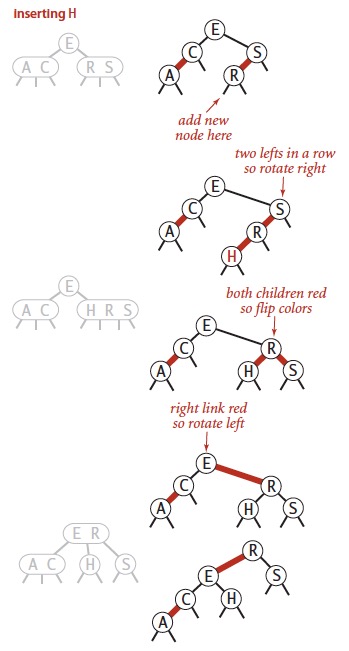 inserting H
E
A C
R S
E
C
S
A
R
add new
node here
two lefts in a row
so rotate right
E
C
S
A
R
H
E
A C
H R S
both children red
so flip colors
E
C
R
A
H
S
right link red
so rotate left
E
C
R
A
H
S
E R
A C
H
S
R
E
S
C
H
A